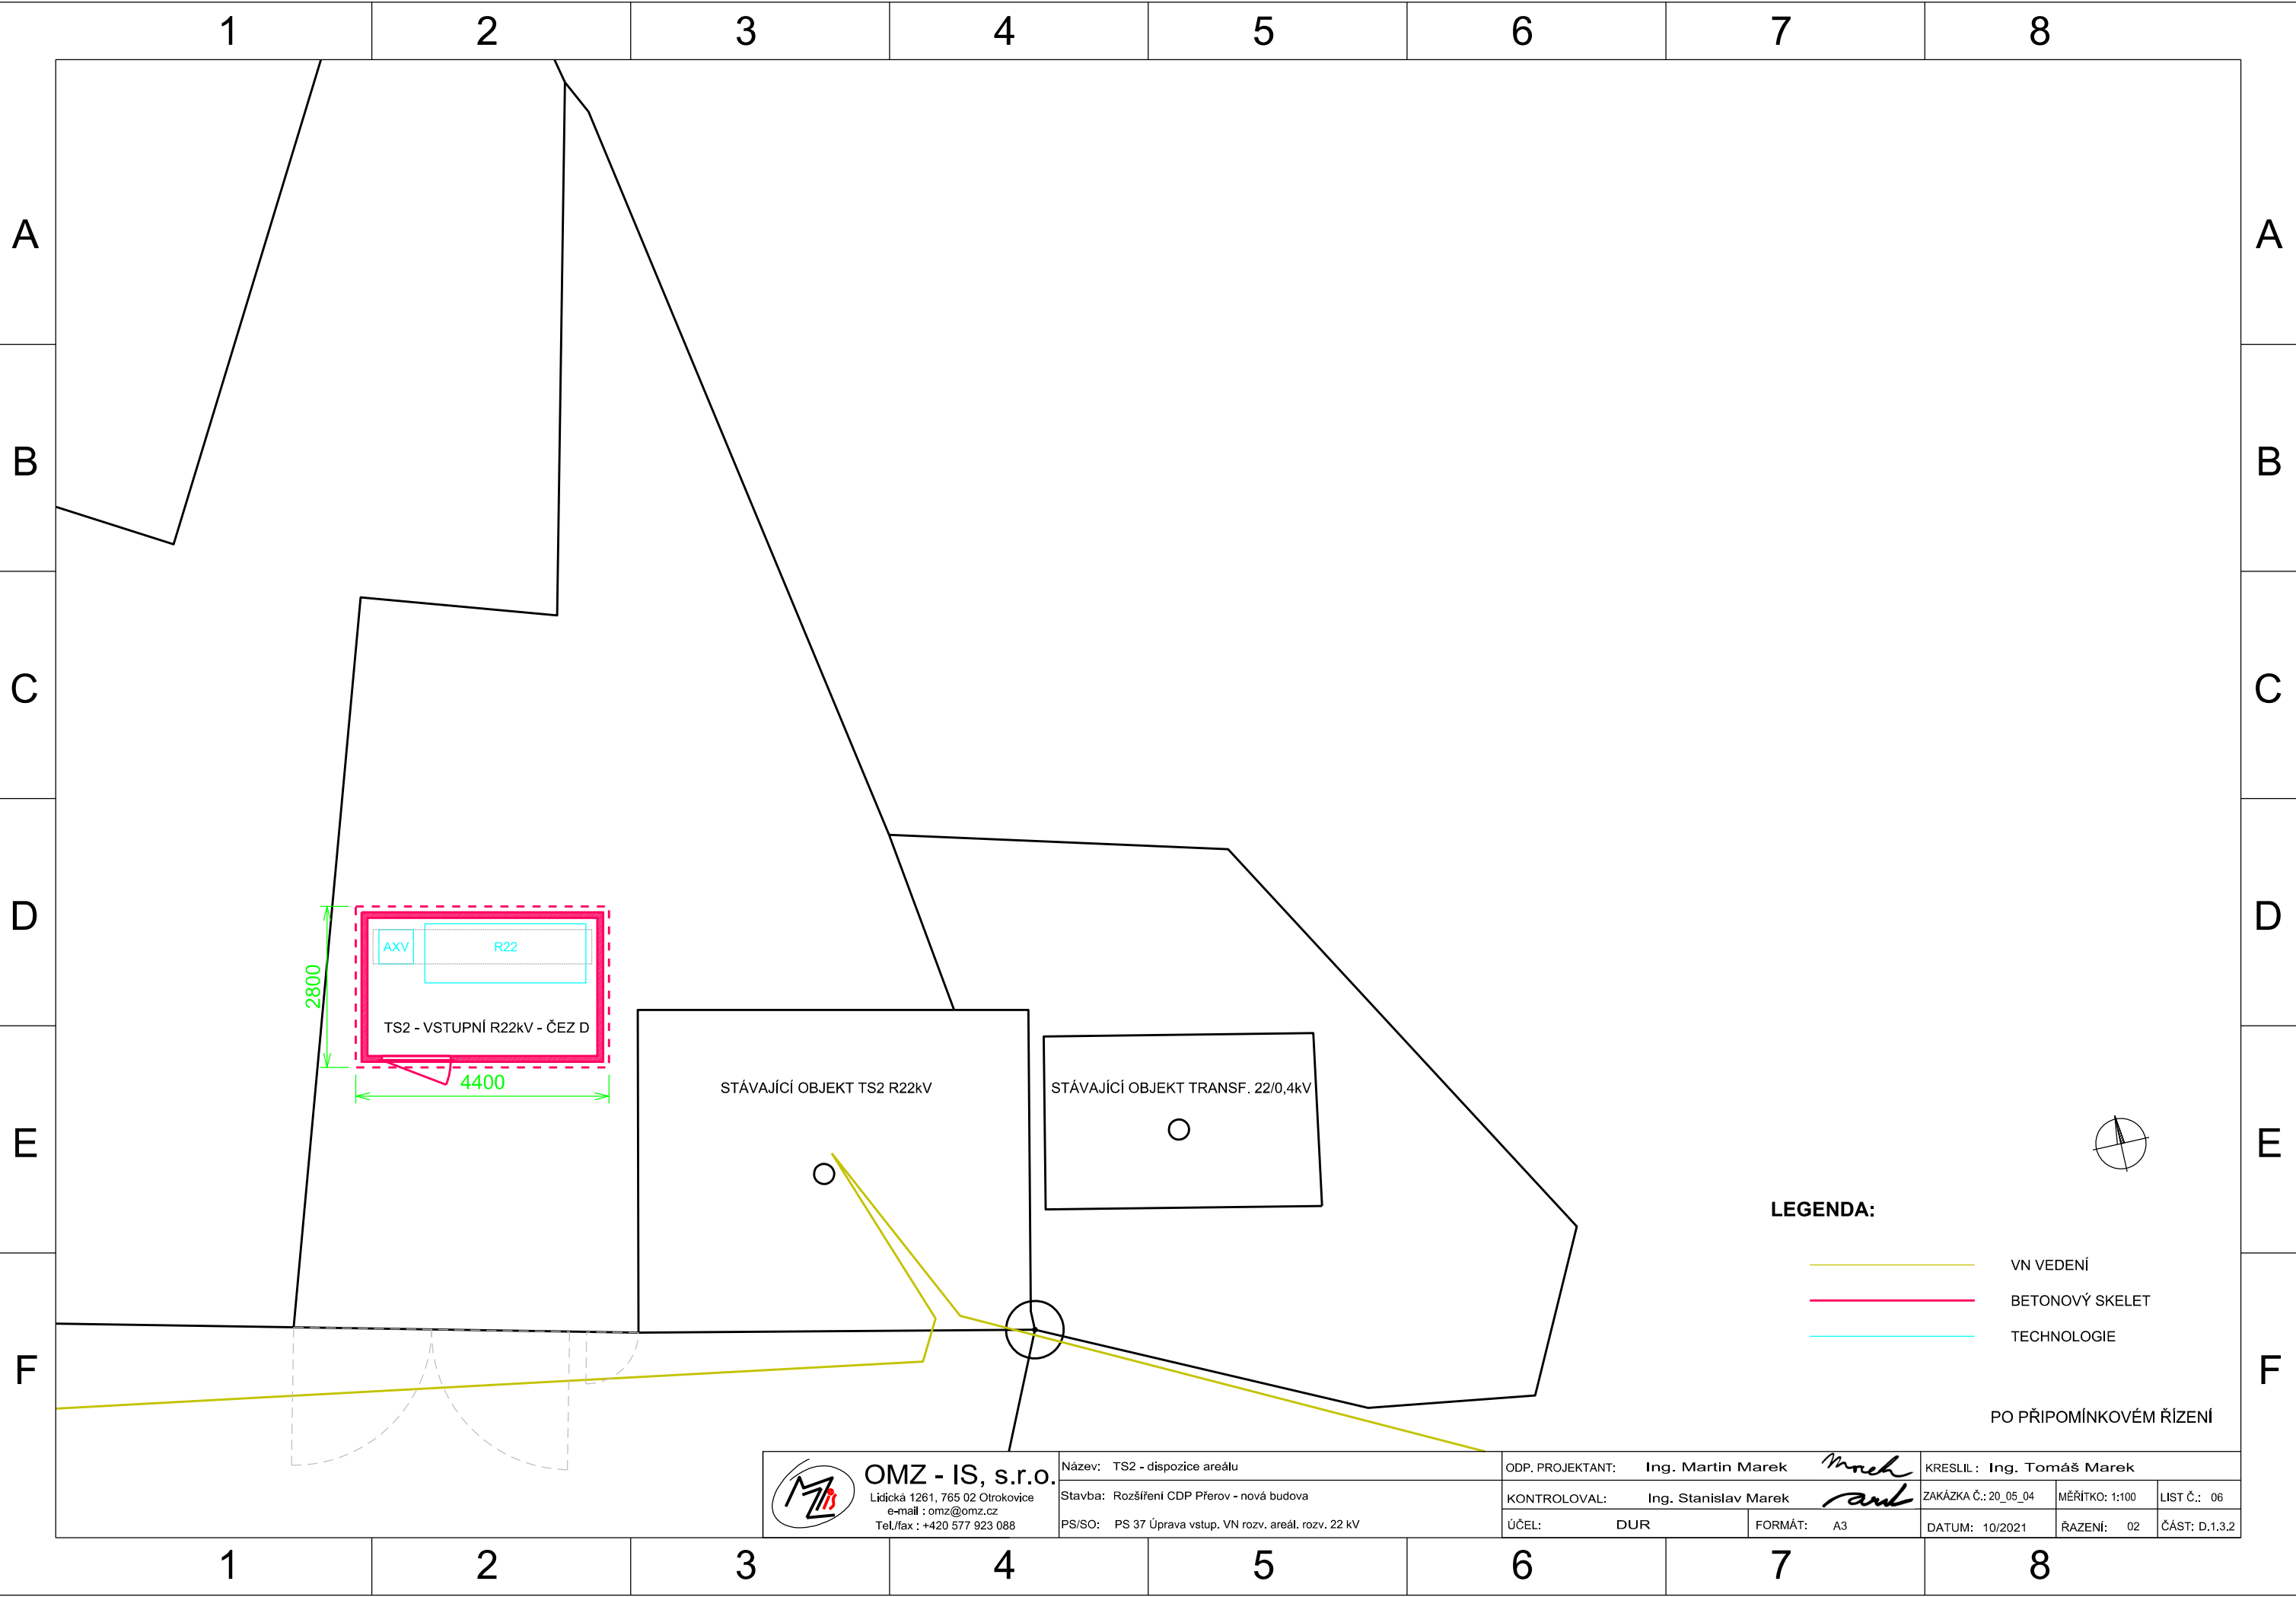 1 2 3 4 5 6 7 8
A A
B B
C C
D D
AXV R22
2800
TS2 - VSTUPNÍ R22kV - ČEZ D
4400
STÁVAJÍCÍ OBJEKT TS2 R22kV
STÁVAJÍCÍ OBJEKT TRANSF. 22/0,4kV
E E
LEGENDA:
VN VEDENÍ
BETONOVÝ SKELET
TECHNOLOGIE
F F
PO PŘIPOMÍNKOVÉM ŘÍZENÍ
OMZ - IS, s.r.o.
Lidická 1261, 765 02 Otrokovice
e-mail : omz@omz.cz
Tel./fax : +420 577 923 088
Název: TS2 - dispozice areálu
Stavba: Rozšíření CDP Přerov - nová budova
PS/SO: PS 37 Úprava vstup. VN rozv. areál. rozv. 22 kV
ODP. PROJEKTANT: Ing. Martin Marek
KONTROLOVAL: Ing. Stanislav Marek
ÚČEL: DUR FORMÁT: A3
KRESLIL : Ing. Tomáš Marek
ZAKÁZKA Č.: 20_05_04 MĚŘÍTKO: 1:100 LIST Č.: 06
DATUM: 10/2021 ŘAZENÍ: 02 ČÁST: D.1.3.2
1 2 3 4 5 6 7 8